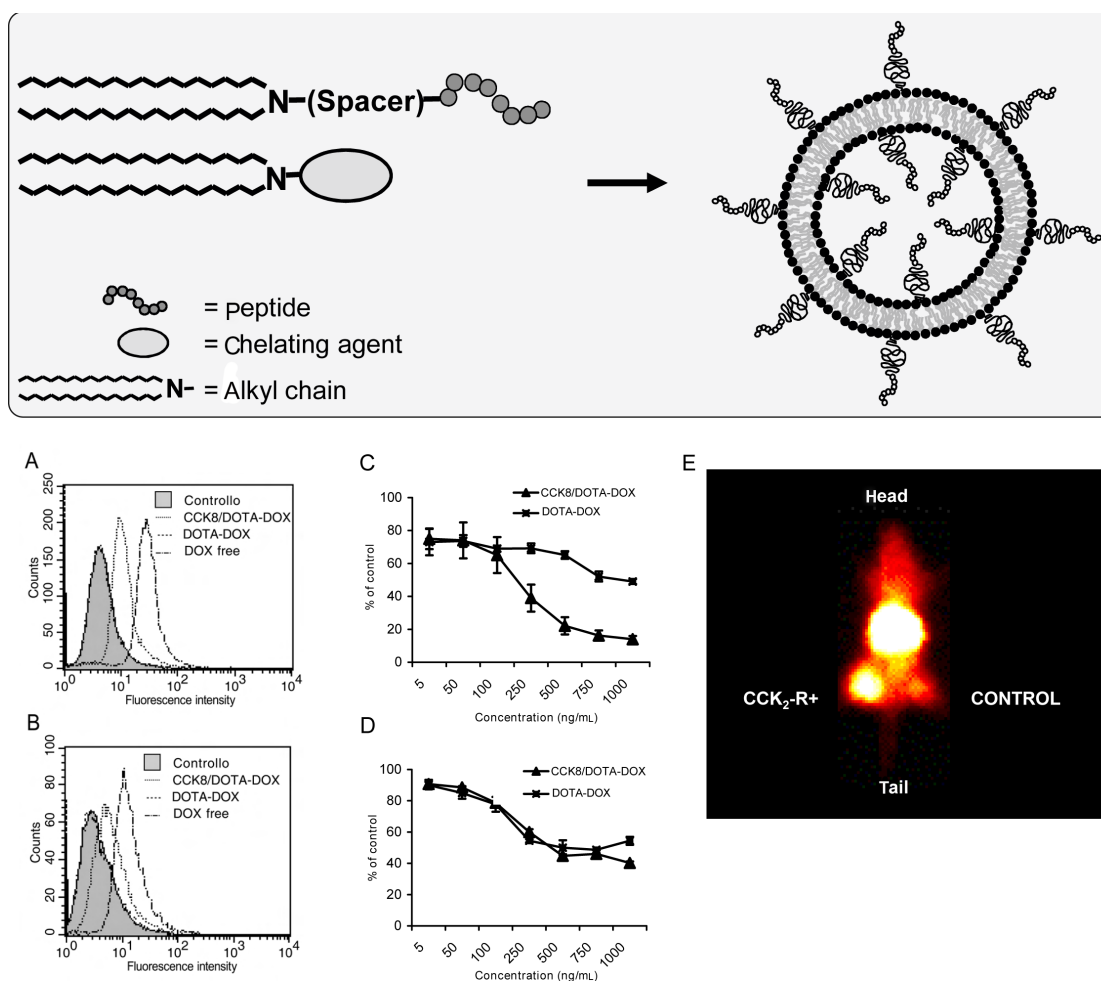 N–(Spacer)
N
= peptide
= Chelating agent
N- = Alkyl chain
A
Counts
250
200
150
100
50
0
Controllo
CCK8/DOTA-DOX
DOTA-DOX
DOX free
10⁰ 10¹ 10² 10³ 10⁴
Fluorescence intensity
B
Counts
100
80
60
40
20
0
Controllo
CCK8/DOTA-DOX
DOTA-DOX
DOX free
10⁰ 10¹ 10² 10³ 10⁴
Fluorescence intensity
C
% of control
100
80
60
40
20
0
CCK8/DOTA-DOX
DOTA-DOX
5 50 100 250 500 750 1000
Concentration (ng/mL)
D
% of control
100
80
60
40
20
0
CCK8/DOTA-DOX
DOTA-DOX
5 50 100 250 500 750 1000
Concentration (ng/mL)
E
Head
CCK₂-R+ CONTROL
Tail